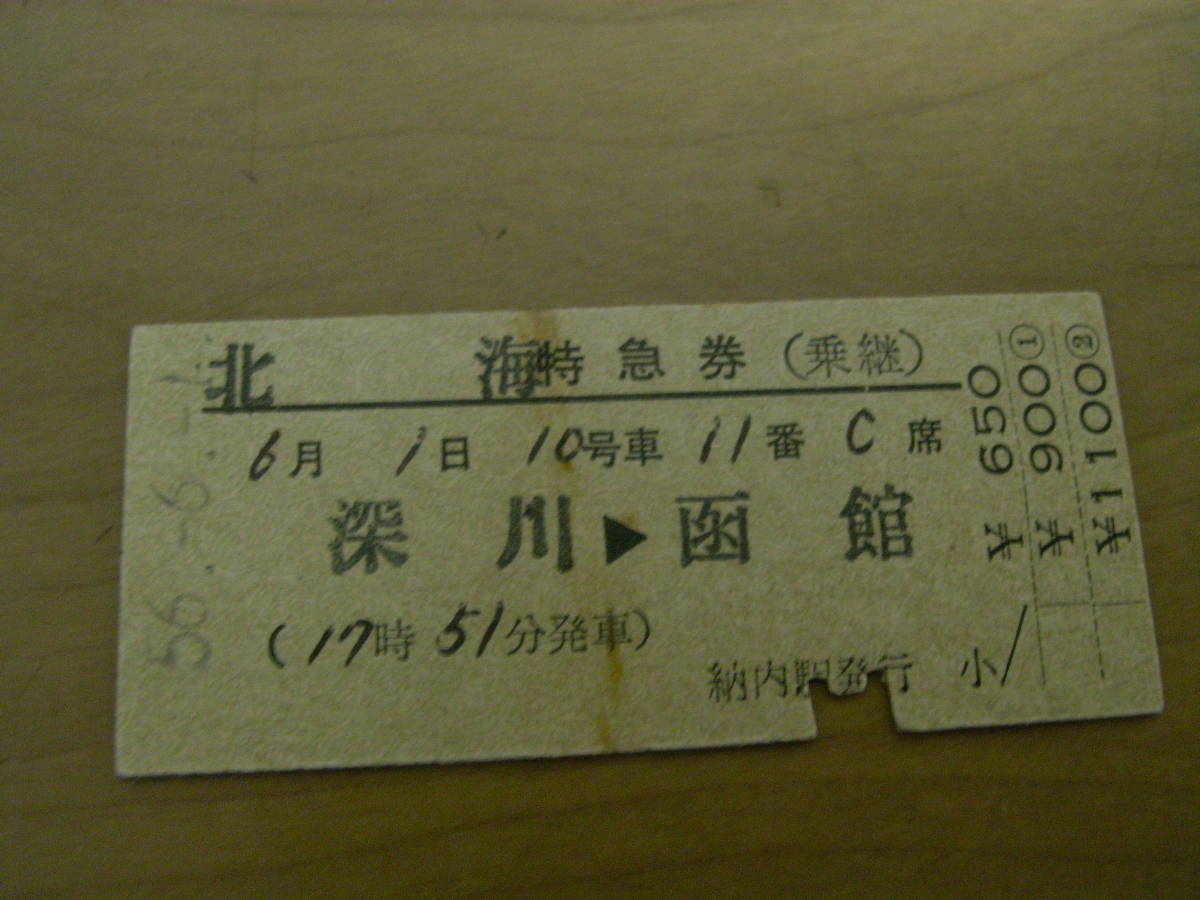 北海特急券(乗継)
6月 1日 10号車 11番 C席
深川▶函館
(17時51分発車)
納内駅発行 小
¥650
¥900①
¥1100②
56.-6.-1